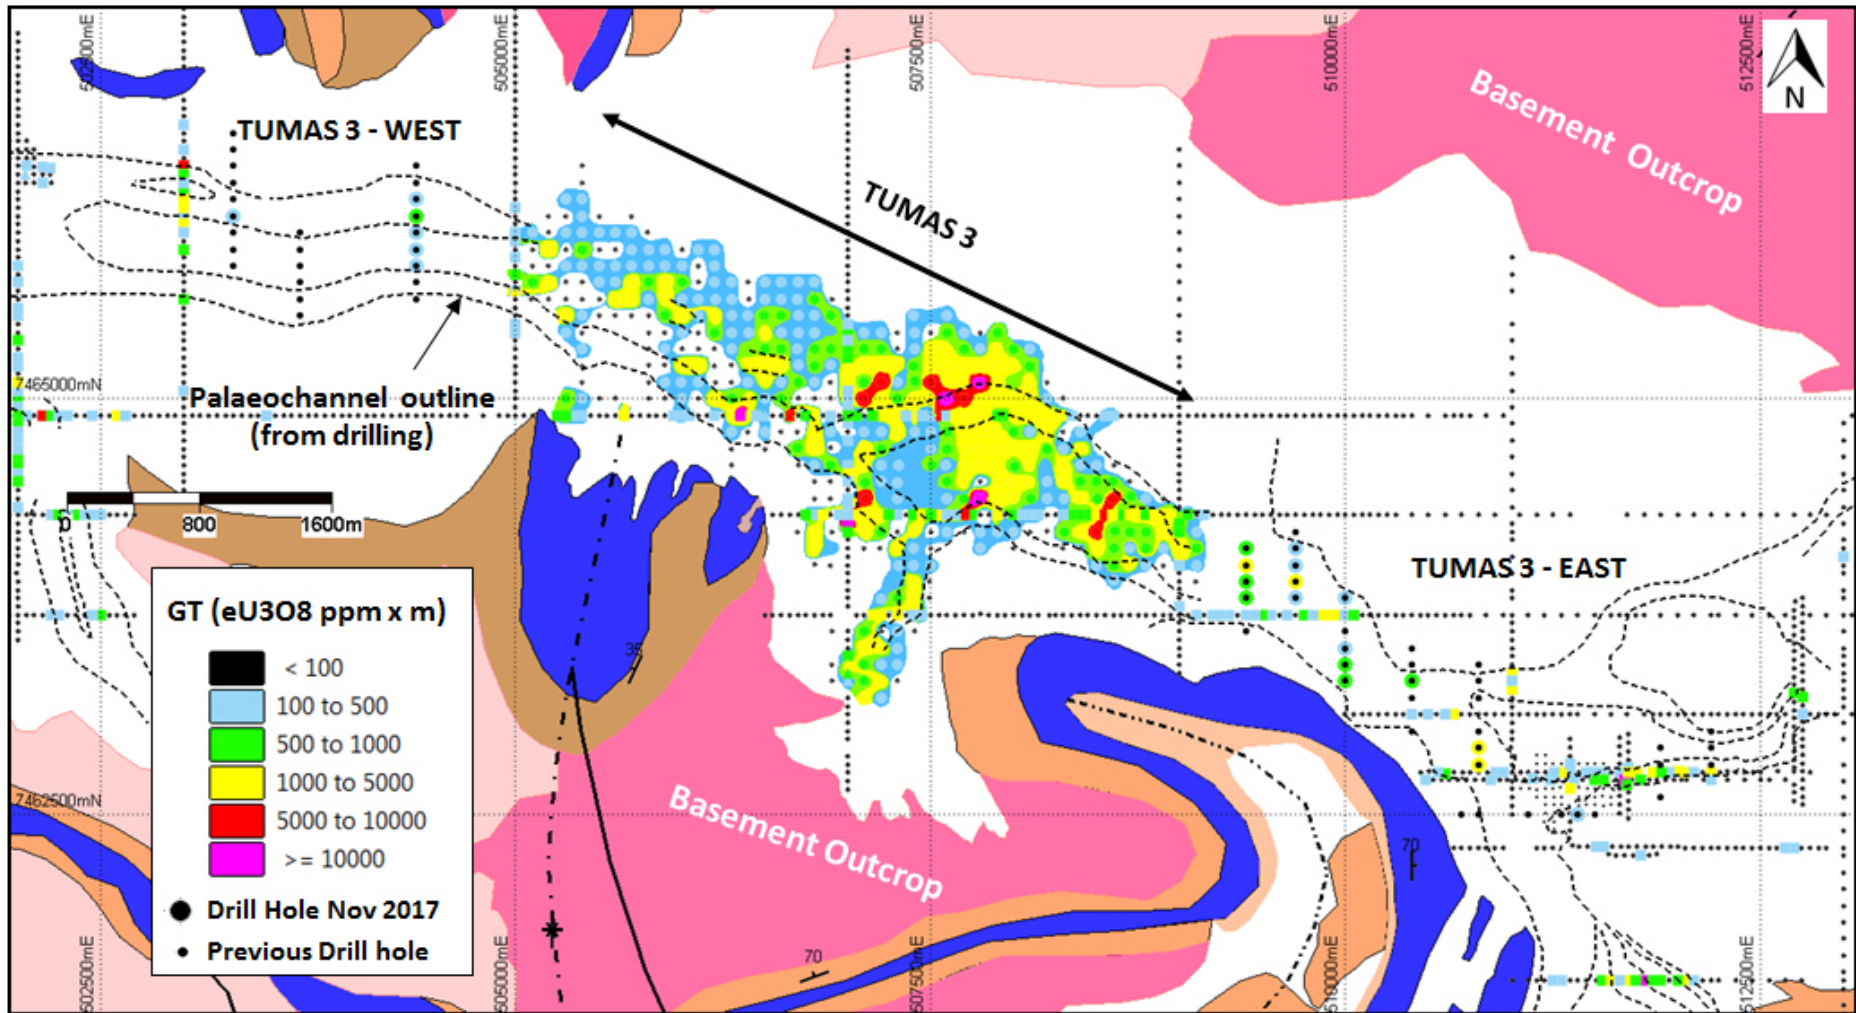 502500mE
505000mE
507500mE
510000mE
512500mE
N
Basement Outcrop
TUMAS 3 - WEST
TUMAS 3
7465000mN
Palaeochannel outline
(from drilling)
0 800 1600m
TUMAS 3 - EAST
GT (eU3O8 ppm x m)
< 100
100 to 500
500 to 1000
1000 to 5000
5000 to 10000
>= 10000
Drill Hole Nov 2017
Previous Drill hole
35
7462500mN
Basement Outcrop
70
70
502500mE
505000mE
507500mE
510000mE
512500mE